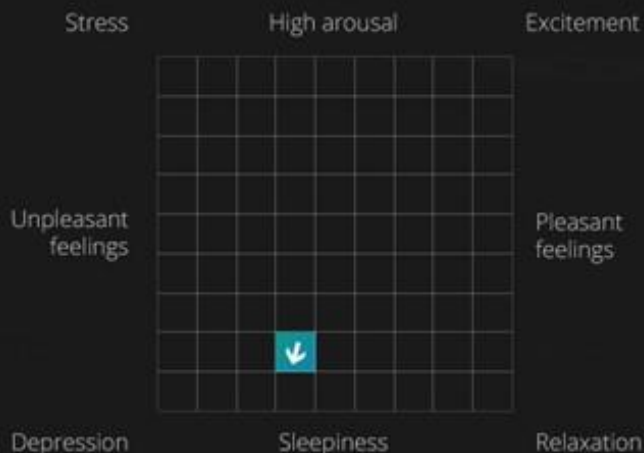 Stress
High arousal
Excitement
Unpleasant
feelings
Pleasant
feelings
Depression
Sleepiness
Relaxation